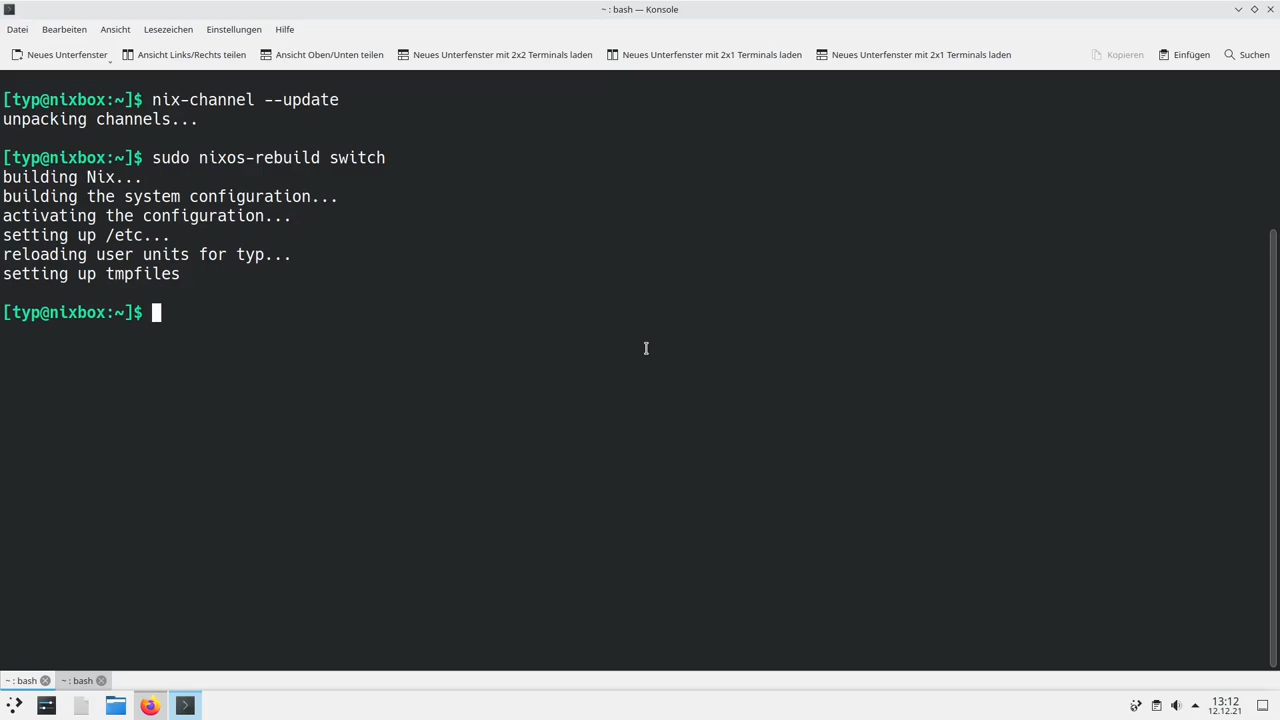 ~ : bash — Konsole
Datei Bearbeiten Ansicht Lesezeichen Einstellungen Hilfe
Neues Unterfenster Ansicht Links/Rechts teilen Ansicht Oben/Unten teilen Neues Unterfenster mit 2x2 Terminals laden Neues Unterfenster mit 2x1 Terminals laden Neues Unterfenster mit 2x1 Terminals laden Kopieren Einfügen Suchen
[typ@nixbox:~]$ nix-channel --update
unpacking channels...
[typ@nixbox:~]$ sudo nixos-rebuild switch
building Nix...
building the system configuration...
activating the configuration...
setting up /etc...
reloading user units for typ...
setting up tmpfiles
[typ@nixbox:~]$
~ : bash ~ : bash
13:12
12.12.21